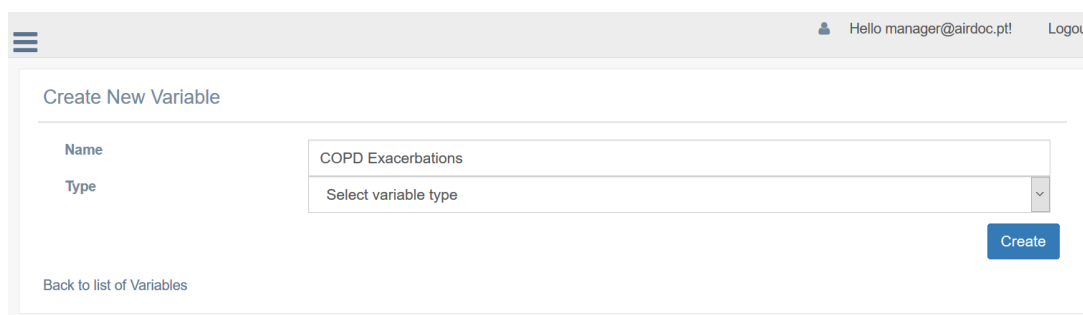 Hello manager@airdoc.pt! Logou
Create New Variable
Name COPD Exacerbations
Type Select variable type
Create
Back to list of Variables